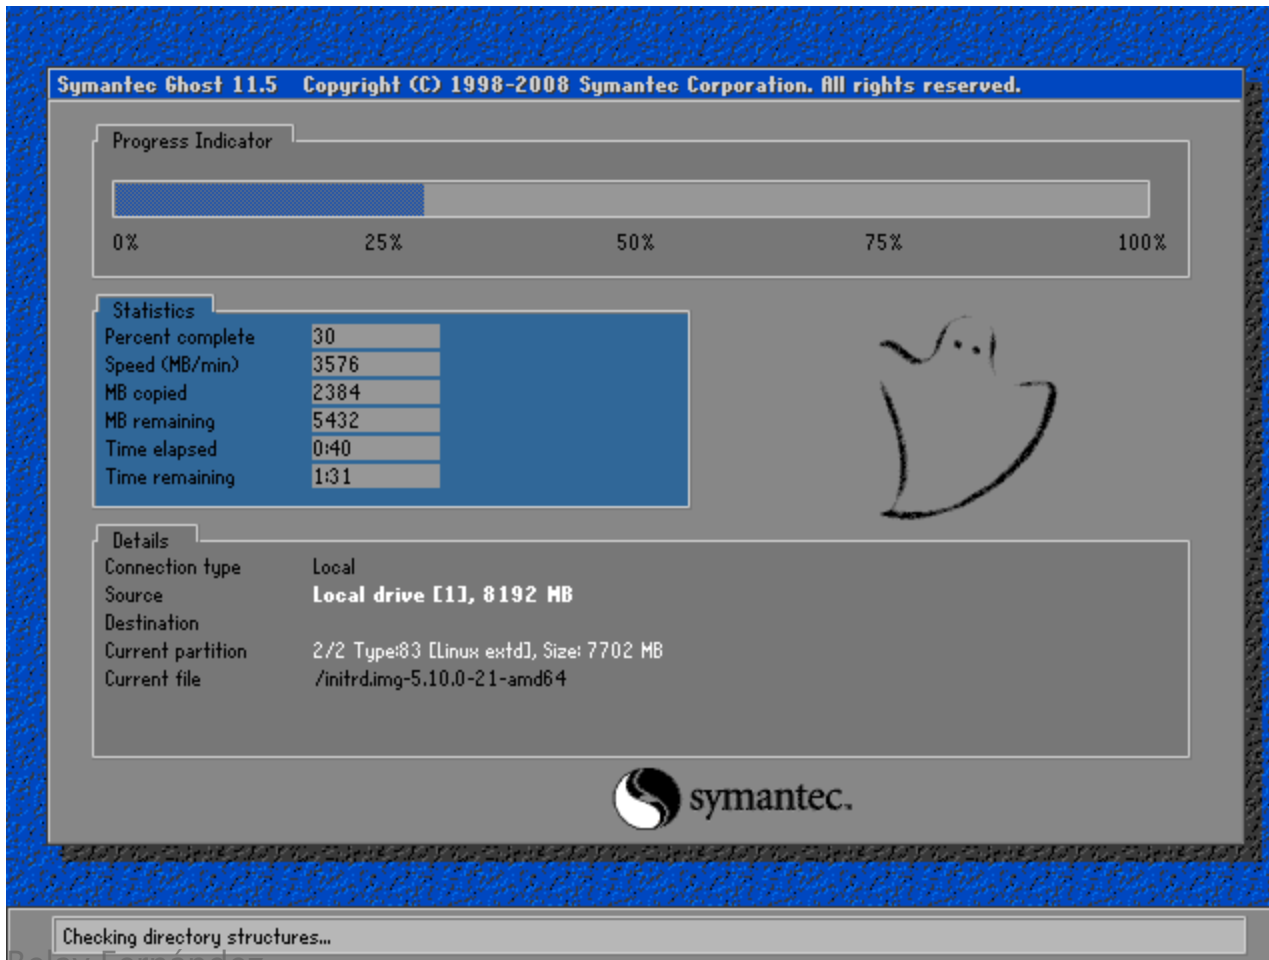 Symantec Ghost 11.5   Copyright (C) 1998-2008 Symantec Corporation. All rights reserved.
Progress Indicator
0% 25% 50% 75% 100%
Statistics
Percent complete 30
Speed (MB/min) 3576
MB copied 2384
MB remaining 5432
Time elapsed 0:40
Time remaining 1:31
Details
Connection type Local
Source Local drive [1], 8192 MB
Destination
Current partition 2/2 Type:83 [Linux extd], Size: 7702 MB
Current file /initrd.img-5.10.0-21-amd64
symantec.
Checking directory structures...